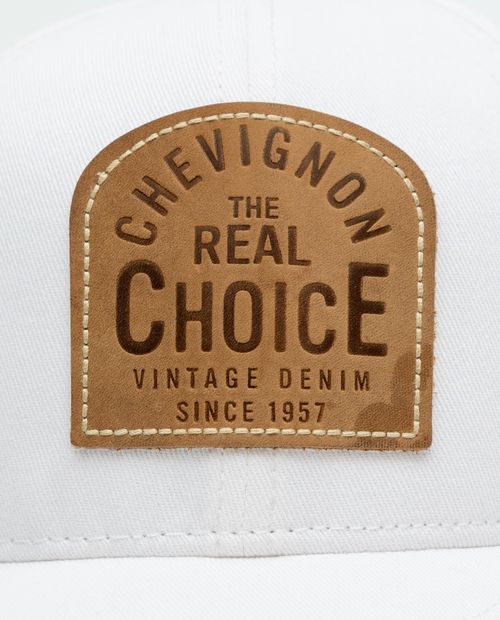 CHEVIGNON
THE
REAL
CHOICE
VINTAGE DENIM
SINCE 1957